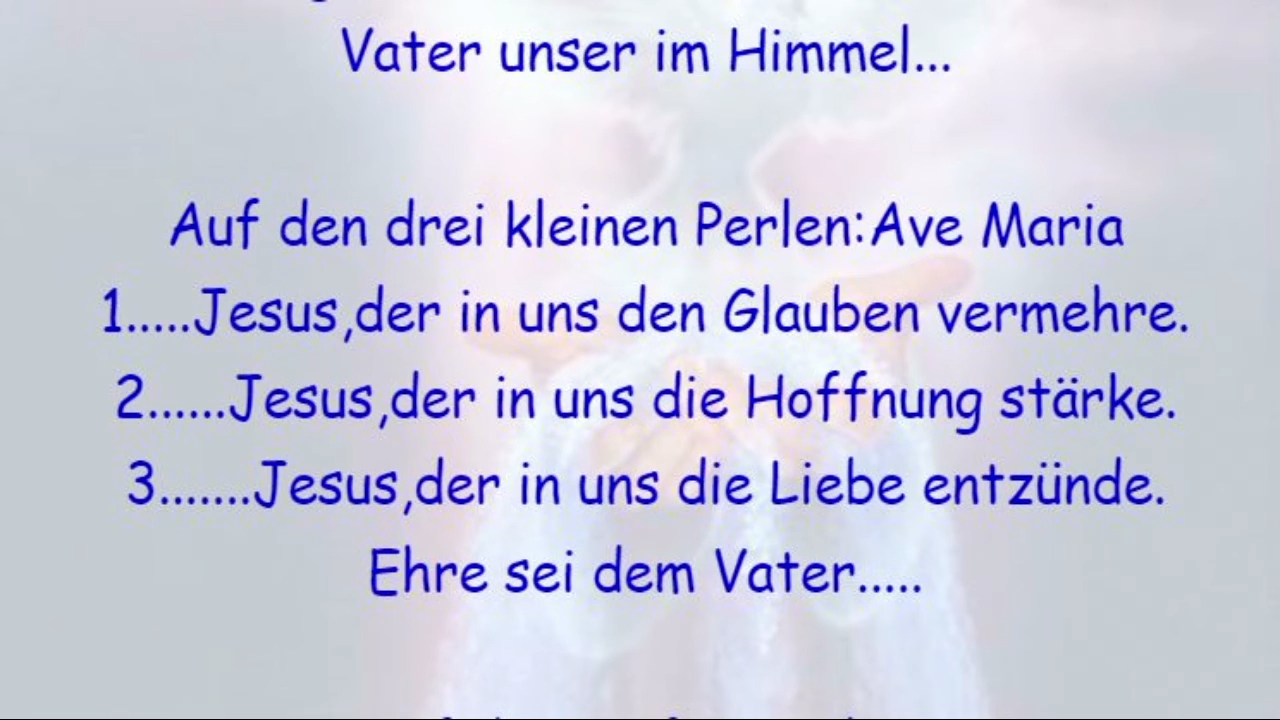 Vater unser im Himmel...
Auf den drei kleinen Perlen:Ave Maria
1.....Jesus,der in uns den Glauben vermehre.
2......Jesus,der in uns die Hoffnung stärke.
3.......Jesus,der in uns die Liebe entzünde.
Ehre sei dem Vater.....